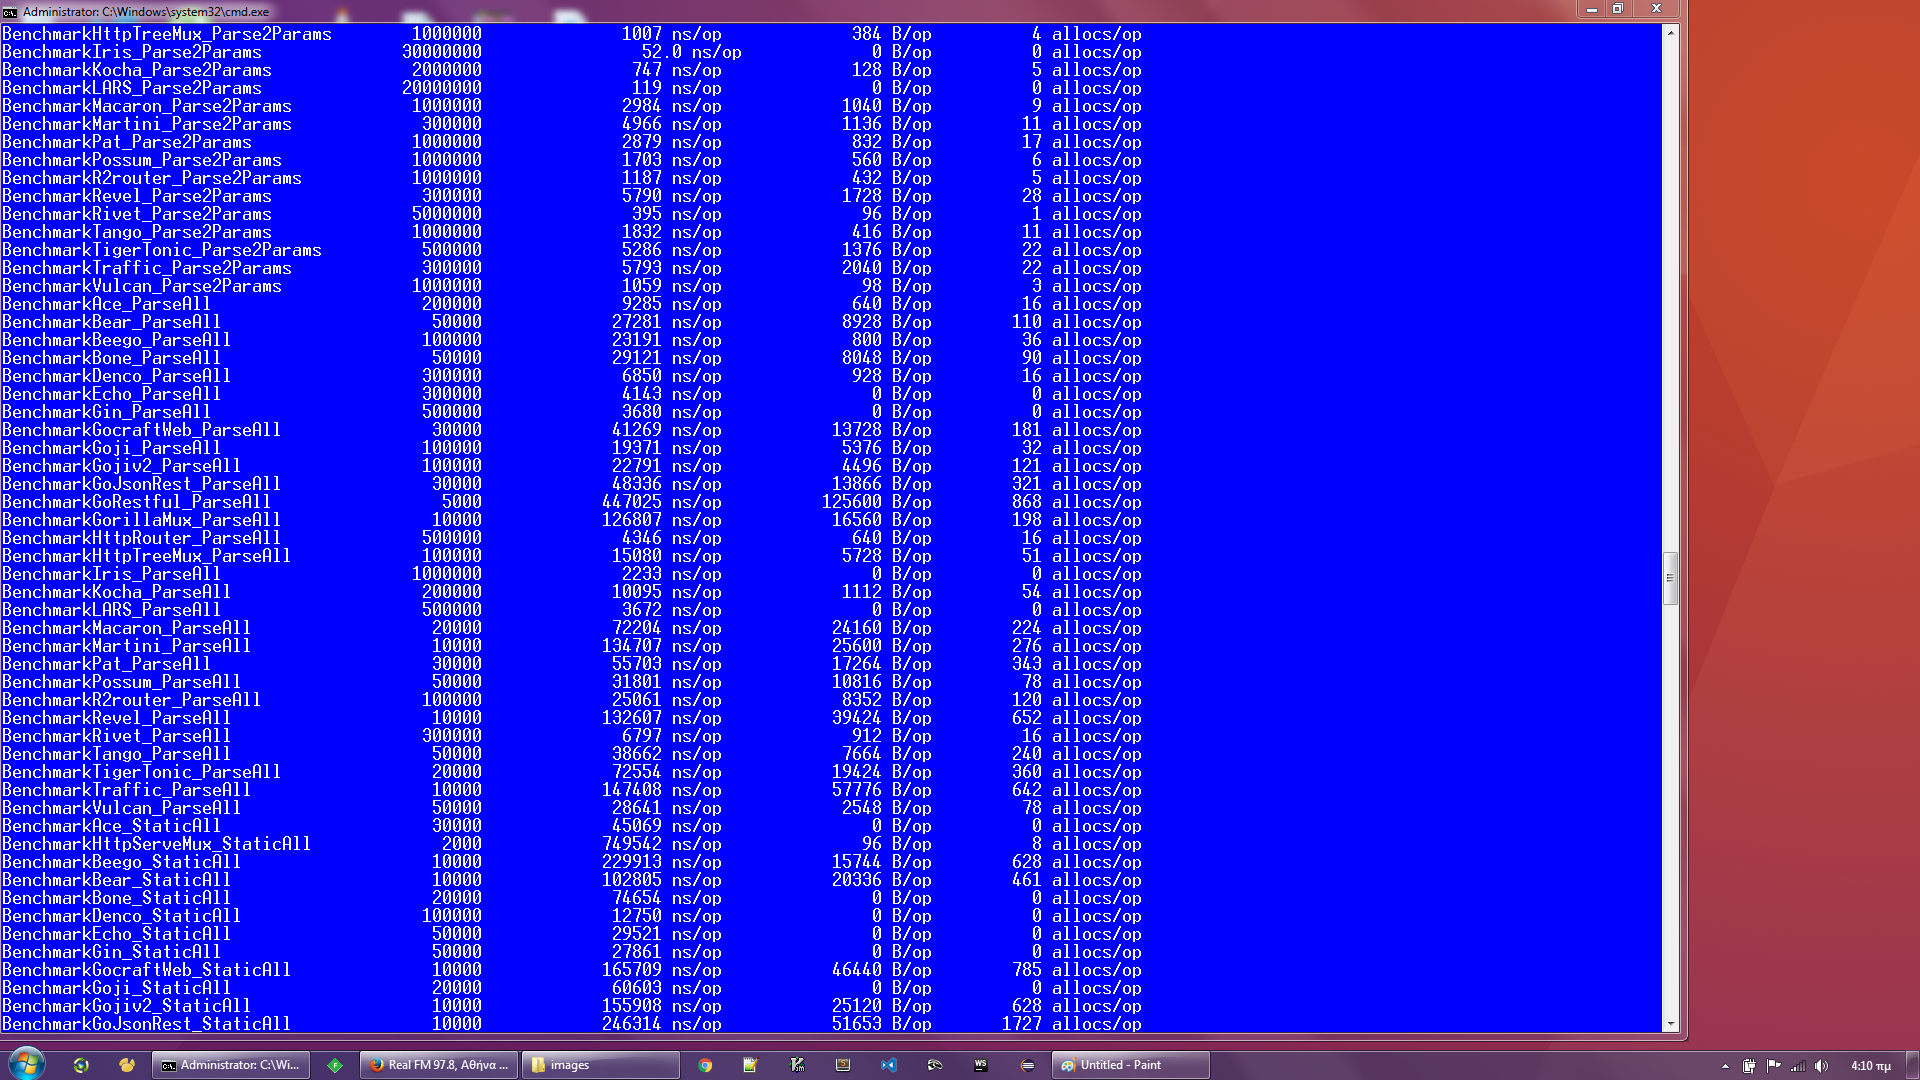 Administrator: C:\Windows\system32\cmd.exe
BenchmarkHttpTreeMux_Parse2Params 1000000 1007 ns/op 384 B/op 4 allocs/op
BenchmarkIris_Parse2Params 30000000 52.0 ns/op 0 B/op 0 allocs/op
BenchmarkKocha_Parse2Params 2000000 747 ns/op 128 B/op 5 allocs/op
BenchmarkLARS_Parse2Params 20000000 119 ns/op 0 B/op 0 allocs/op
BenchmarkMacaron_Parse2Params 1000000 2984 ns/op 1040 B/op 9 allocs/op
BenchmarkMartini_Parse2Params 300000 4966 ns/op 1136 B/op 11 allocs/op
BenchmarkPat_Parse2Params 1000000 2879 ns/op 832 B/op 17 allocs/op
BenchmarkPossum_Parse2Params 1000000 1703 ns/op 560 B/op 6 allocs/op
BenchmarkR2router_Parse2Params 1000000 1187 ns/op 432 B/op 5 allocs/op
BenchmarkRevel_Parse2Params 300000 5790 ns/op 1728 B/op 28 allocs/op
BenchmarkRivet_Parse2Params 5000000 395 ns/op 96 B/op 1 allocs/op
BenchmarkTango_Parse2Params 1000000 1832 ns/op 416 B/op 11 allocs/op
BenchmarkTigerTonic_Parse2Params 500000 5286 ns/op 1376 B/op 22 allocs/op
BenchmarkTraffic_Parse2Params 300000 5793 ns/op 2040 B/op 22 allocs/op
BenchmarkVulcan_Parse2Params 1000000 1059 ns/op 98 B/op 3 allocs/op
BenchmarkAce_ParseAll 200000 9285 ns/op 640 B/op 16 allocs/op
BenchmarkBear_ParseAll 50000 27281 ns/op 8928 B/op 110 allocs/op
BenchmarkBeego_ParseAll 100000 23191 ns/op 800 B/op 36 allocs/op
BenchmarkBone_ParseAll 50000 29121 ns/op 8048 B/op 90 allocs/op
BenchmarkDenco_ParseAll 300000 6850 ns/op 928 B/op 16 allocs/op
BenchmarkEcho_ParseAll 300000 4143 ns/op 0 B/op 0 allocs/op
BenchmarkGin_ParseAll 500000 3680 ns/op 0 B/op 0 allocs/op
BenchmarkGocraftWeb_ParseAll 30000 41269 ns/op 13728 B/op 181 allocs/op
BenchmarkGoji_ParseAll 100000 19371 ns/op 5376 B/op 32 allocs/op
BenchmarkGojiv2_ParseAll 100000 22791 ns/op 4496 B/op 121 allocs/op
BenchmarkGoJsonRest_ParseAll 30000 48336 ns/op 13866 B/op 321 allocs/op
BenchmarkGoRestful_ParseAll 5000 447025 ns/op 125600 B/op 868 allocs/op
BenchmarkGorillaMux_ParseAll 10000 126807 ns/op 16560 B/op 198 allocs/op
BenchmarkHttpRouter_ParseAll 500000 4346 ns/op 640 B/op 16 allocs/op
BenchmarkHttpTreeMux_ParseAll 100000 15080 ns/op 5728 B/op 51 allocs/op
BenchmarkIris_ParseAll 1000000 2233 ns/op 0 B/op 0 allocs/op
BenchmarkKocha_ParseAll 200000 10095 ns/op 1112 B/op 54 allocs/op
BenchmarkLARS_ParseAll 500000 3672 ns/op 0 B/op 0 allocs/op
BenchmarkMacaron_ParseAll 20000 72204 ns/op 24160 B/op 224 allocs/op
BenchmarkMartini_ParseAll 10000 134707 ns/op 25600 B/op 276 allocs/op
BenchmarkPat_ParseAll 30000 55703 ns/op 17264 B/op 343 allocs/op
BenchmarkPossum_ParseAll 50000 31801 ns/op 10816 B/op 78 allocs/op
BenchmarkR2router_ParseAll 100000 25061 ns/op 8352 B/op 120 allocs/op
BenchmarkRevel_ParseAll 10000 132607 ns/op 39424 B/op 652 allocs/op
BenchmarkRivet_ParseAll 300000 6797 ns/op 912 B/op 16 allocs/op
BenchmarkTango_ParseAll 50000 38662 ns/op 7664 B/op 240 allocs/op
BenchmarkTigerTonic_ParseAll 20000 72554 ns/op 19424 B/op 360 allocs/op
BenchmarkTraffic_ParseAll 10000 147408 ns/op 57776 B/op 642 allocs/op
BenchmarkVulcan_ParseAll 50000 28641 ns/op 2548 B/op 78 allocs/op
BenchmarkAce_StaticAll 30000 45069 ns/op 0 B/op 0 allocs/op
BenchmarkHttpServeMux_StaticAll 2000 749542 ns/op 96 B/op 8 allocs/op
BenchmarkBeego_StaticAll 10000 229913 ns/op 15744 B/op 628 allocs/op
BenchmarkBear_StaticAll 10000 102805 ns/op 20336 B/op 461 allocs/op
BenchmarkBone_StaticAll 20000 74654 ns/op 0 B/op 0 allocs/op
BenchmarkDenco_StaticAll 100000 12750 ns/op 0 B/op 0 allocs/op
BenchmarkEcho_StaticAll 50000 29521 ns/op 0 B/op 0 allocs/op
BenchmarkGin_StaticAll 50000 27861 ns/op 0 B/op 0 allocs/op
BenchmarkGocraftWeb_StaticAll 10000 165709 ns/op 46440 B/op 785 allocs/op
BenchmarkGoji_StaticAll 20000 60603 ns/op 0 B/op 0 allocs/op
BenchmarkGojiv2_StaticAll 10000 155908 ns/op 25120 B/op 628 allocs/op
BenchmarkGoJsonRest_StaticAll 10000 246314 ns/op 51653 B/op 1727 allocs/op
Administrator: C:\Wi... Real FM 97.8, Αθήνα ... images WS Untitled - Paint 4:10 πμ